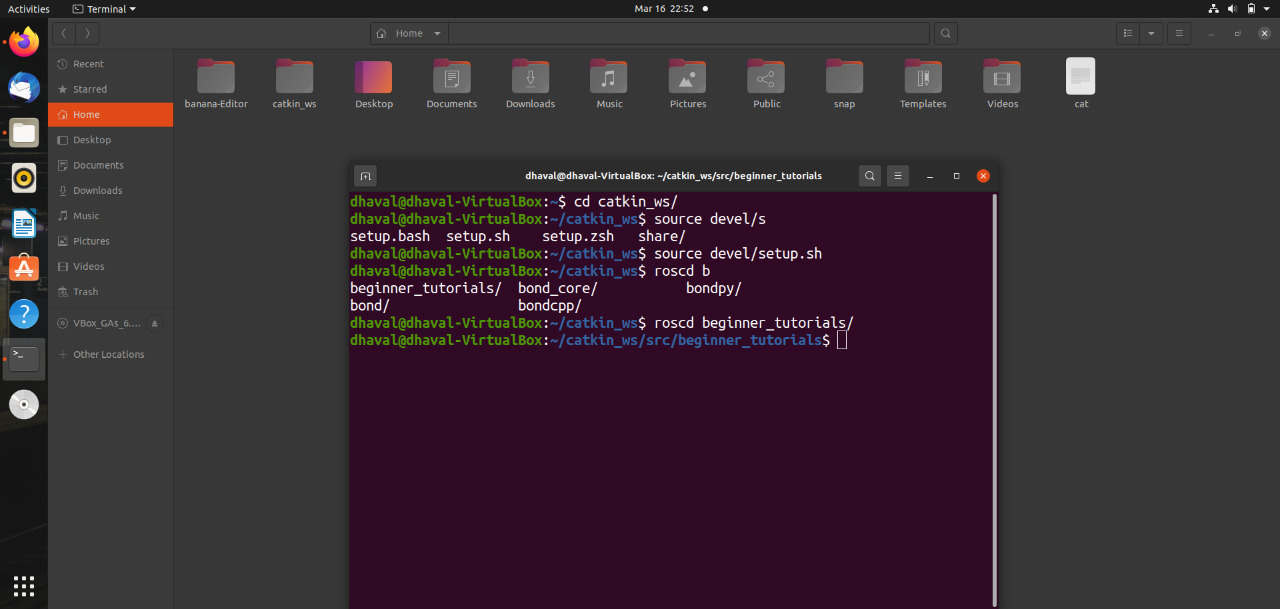 Activities
Terminal
Mar 16 22:52
Home
Recent
Starred
Home
Desktop
Documents
Downloads
Music
Pictures
Videos
Trash
VBox_GAs_6....
Other Locations
banana-Editor
catkin_ws
Desktop
Documents
Downloads
Music
Pictures
Public
snap
Templates
Videos
cat
dhaval@dhaval-VirtualBox: ~/catkin_ws/src/beginner_tutorials
dhaval@dhaval-VirtualBox:~$ cd catkin_ws/
dhaval@dhaval-VirtualBox:~/catkin_ws$ source devel/s
setup.bash  setup.sh    setup.zsh   share/
dhaval@dhaval-VirtualBox:~/catkin_ws$ source devel/setup.sh
dhaval@dhaval-VirtualBox:~/catkin_ws$ roscd b
beginner_tutorials/  bond_core/           bondpy/
bond/                bondcpp/
dhaval@dhaval-VirtualBox:~/catkin_ws$ roscd beginner_tutorials/
dhaval@dhaval-VirtualBox:~/catkin_ws/src/beginner_tutorials$